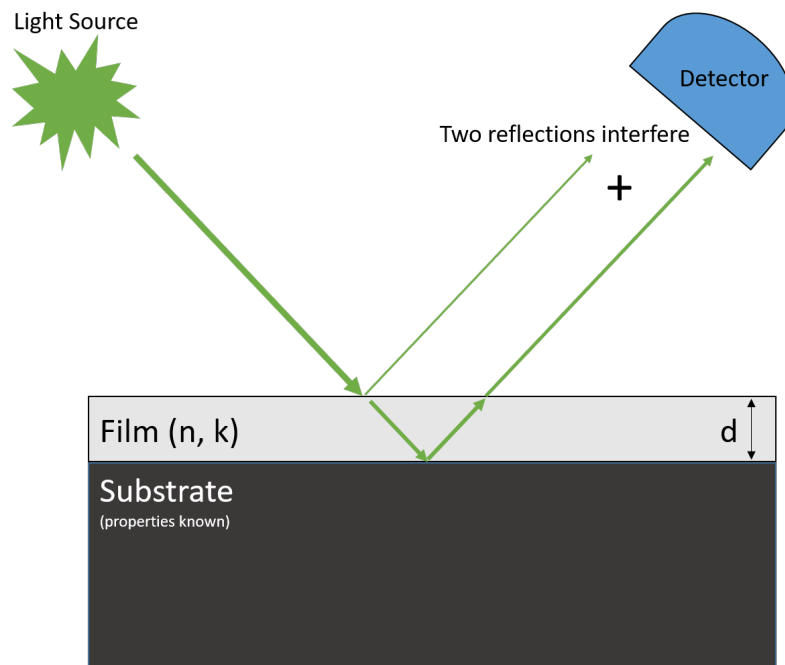 Light Source
Detector
Two reflections interfere
+
Film (n, k)
d
Substrate
(properties known)